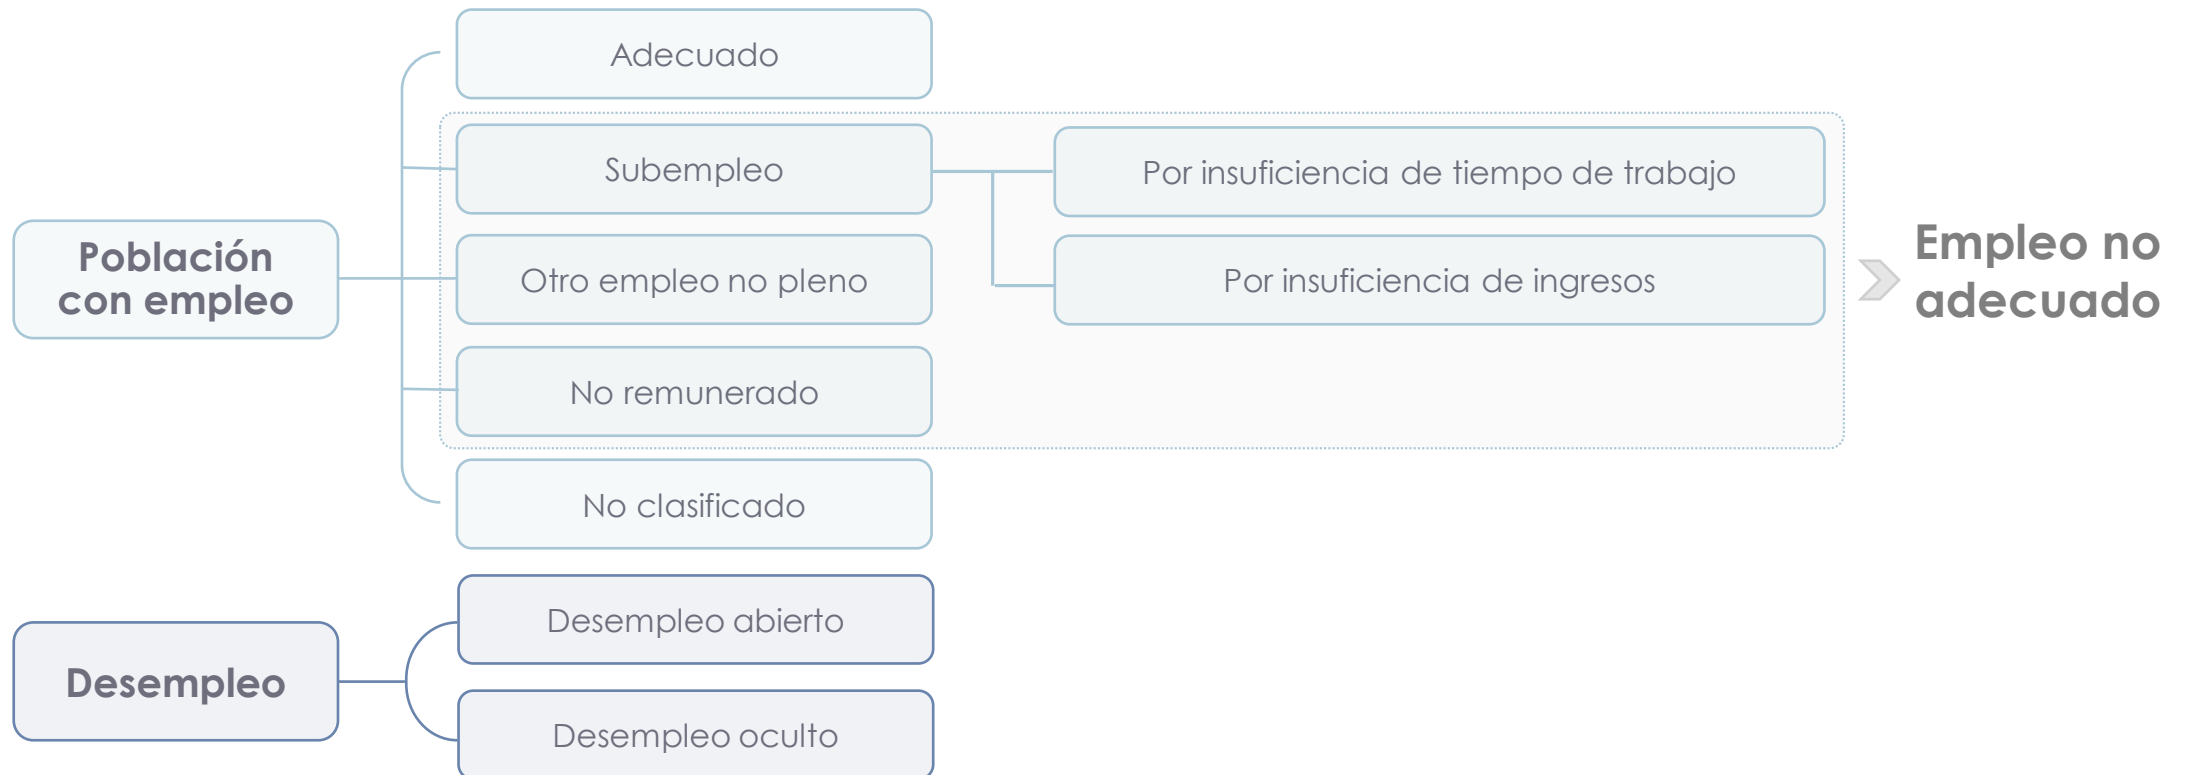 Adecuado
Subempleo
Por insuficiencia de tiempo de trabajo
Población
con empleo
Otro empleo no pleno
Por insuficiencia de ingresos
Empleo no
adecuado
No remunerado
No clasificado
Desempleo
Desempleo abierto
Desempleo oculto